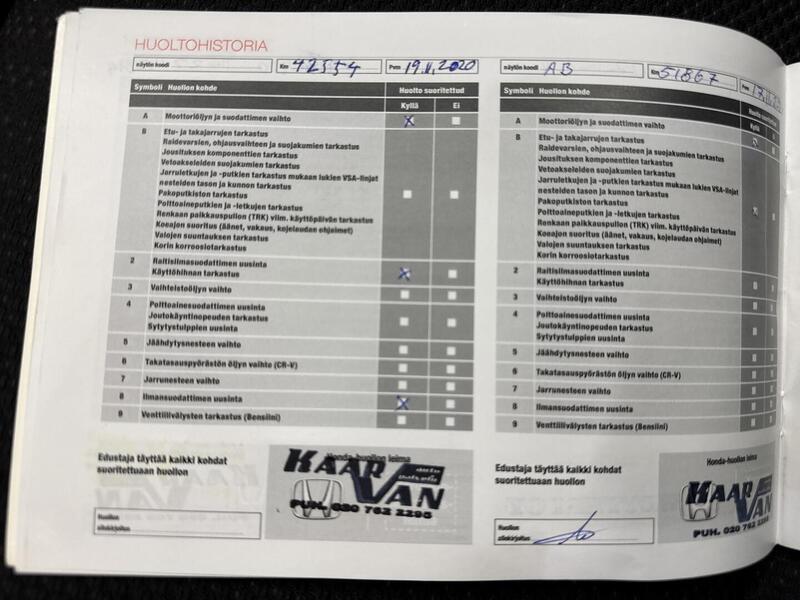 HUOLTOHISTORIA
näytön koodi
Km 42554
Pvm 19.11.2020
Symboli Huollon kohde
Huolto suoritettud
Kyllä Ei
A Moottoriöljyn ja suodattimen vaihto
B Etu- ja takajarrujen tarkastus
Raidevarsien, ohjausvaihteen ja suojakumien tarkastus
Jousituksen komponenttien tarkastus
Vetoakseleiden suojakumien tarkastus
Jarruletkujen ja -putkien tarkastus mukaan lukien VSA-linjat
nesteiden tason ja kunnon tarkastus
Pakoputkiston tarkastus
Polttoaineputkien ja -letkujen tarkastus
Renkaan paikkauspullon (TRK) viim. käyttöpäivän tarkastus
Koeajon suoritus (äänet, vakaus, kojelaudan ohjaimet)
Valojen suuntauksen tarkastus
Korin korroosiotarkastus
2 Raitisilmasuodattimen uusinta
Käyttöhihnan tarkastus
3 Vaihteistoöljyn vaihto
4 Polttoainesuodattimen uusinta
Joutokäyntinopeuden tarkastus
Sytytystulppien uusinta
5 Jäähdytysnesteen vaihto
6 Takatasauspyörästön öljyn vaihto (CR-V)
7 Jarrunesteen vaihto
8 Ilmansuodattimen uusinta
9 Venttiilivälysten tarkastus (Bensiini)
Edustaja täyttää kaikki kohdat
suoritettuaan huollon
Honda-huollon leima
KAAR
VAN
PUH. 020 762 2295
Huollon
allekirjoitus
näytön koodi AB
Km 51867
Pvm
Symboli Huollon kohde
Huolto suoritettud
Kyllä
A Moottoriöljyn ja suodattimen vaihto
B Etu- ja takajarrujen tarkastus
Raidevarsien, ohjausvaihteen ja suojakumien tarkastus
Jousituksen komponenttien tarkastus
Vetoakseleiden suojakumien tarkastus
Jarruletkujen ja -putkien tarkastus mukaan lukien VSA-linjat
nesteiden tason ja kunnon tarkastus
Pakoputkiston tarkastus
Polttoaineputkien ja -letkujen tarkastus
Renkaan paikkauspullon (TRK) viim. käyttöpäivän tarkastus
Koeajon suoritus (äänet, vakaus, kojelaudan ohjaimet)
Valojen suuntauksen tarkastus
Korin korroosiotarkastus
2 Raitisilmasuodattimen uusinta
Käyttöhihnan tarkastus
3 Vaihteistoöljyn vaihto
4 Polttoainesuodattimen uusinta
Joutokäyntinopeuden tarkastus
Sytytystulppien uusinta
5 Jäähdytysnesteen vaihto
6 Takatasauspyörästön öljyn vaihto (CR-V)
7 Jarrunesteen vaihto
8 Ilmansuodattimen uusinta
9 Venttiilivälysten tarkastus (Bensiini)
Edustaja täyttää kaikki kohdat
suoritettuaan huollon
Honda-huollon leima
KAAR
VAN
PUH. 020 762 2295
Huollon
allekirjoitus